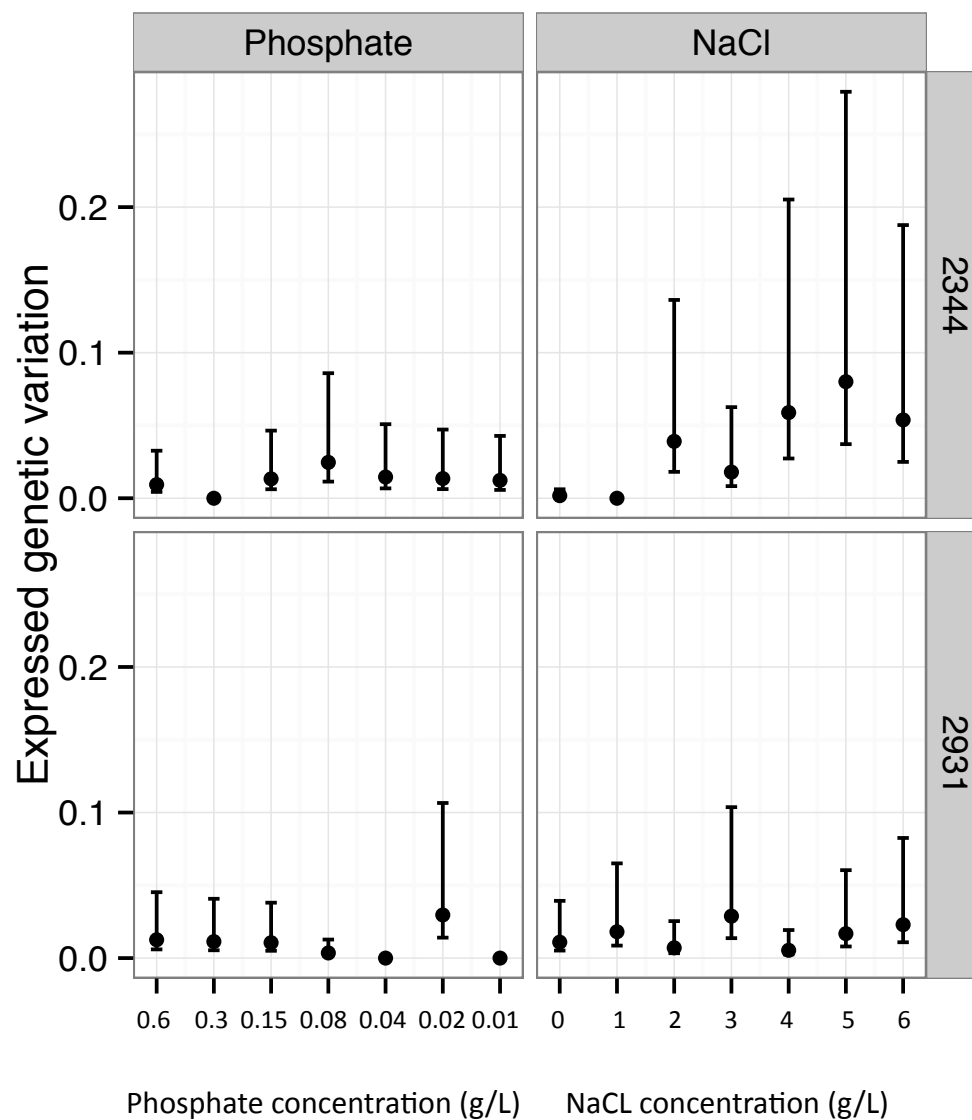 Phosphate NaCl
Expressed genetic variation
0.2
0.1
0.0
2344
0.2
0.1
0.0
2931
0.6 0.3 0.15 0.08 0.04 0.02 0.01 0 1 2 3 4 5 6
Phosphate concentration (g/L) NaCL concentration (g/L)